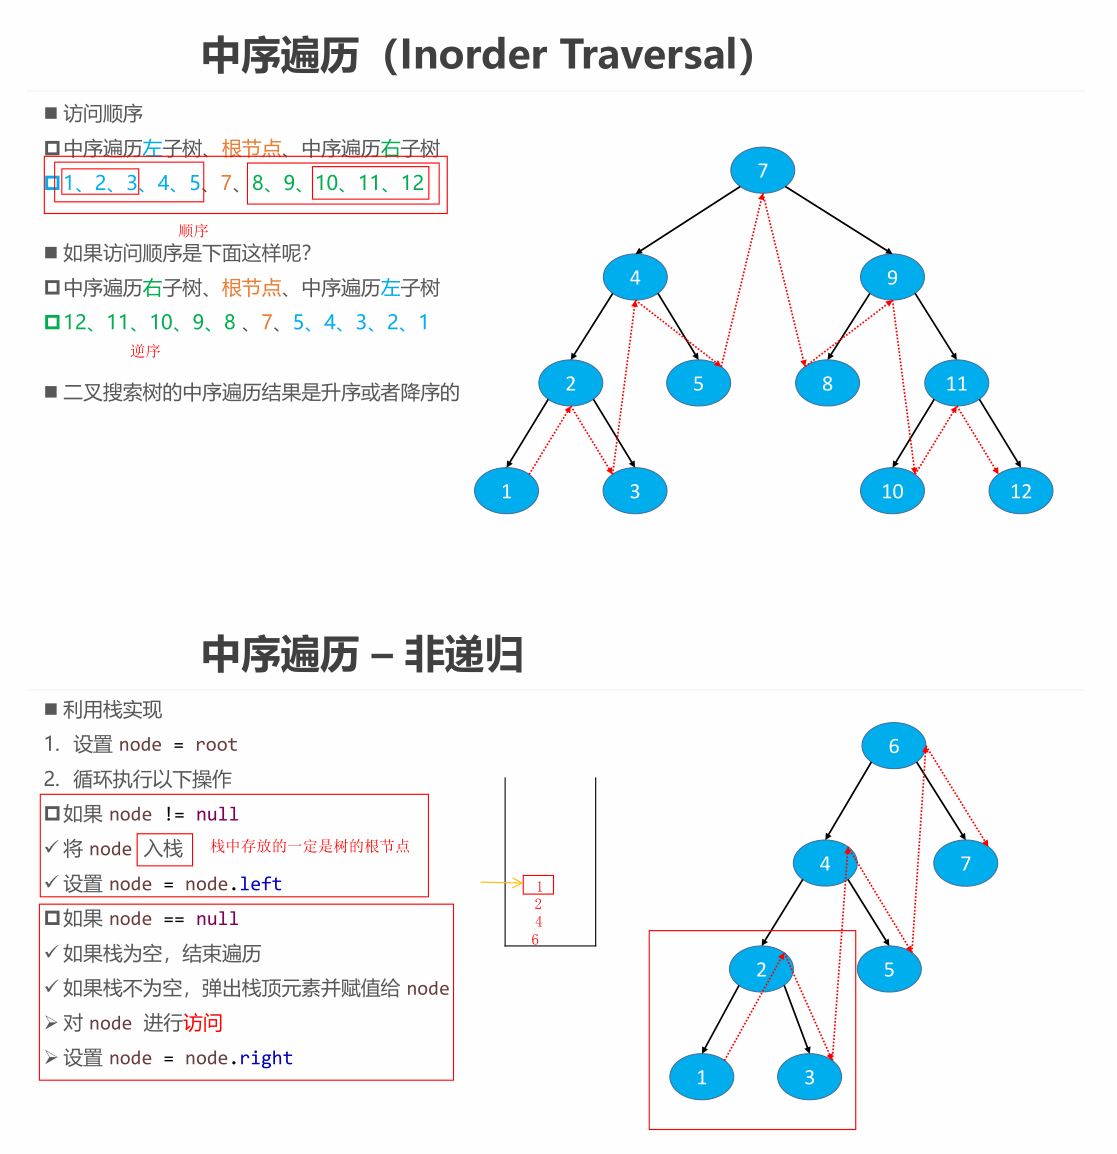 中序遍历（Inorder Traversal）
■ 访问顺序
中序遍历左子树、根节点、中序遍历右子树
1、2、3、4、5、7、8、9、10、11、12
顺序
■ 如果访问顺序是下面这样呢？
中序遍历右子树、根节点、中序遍历左子树
12、11、10、9、8 、7、5、4、3、2、1
逆序
■ 二叉搜索树的中序遍历结果是升序或者降序的
7
4
9
2
5
8
11
1
3
10
12
中序遍历 – 非递归
■ 利用栈实现
1. 设置 node = root
2. 循环执行以下操作
如果 node != null
✓ 将 node 入栈 栈中存放的一定是树的根节点
✓ 设置 node = node.left
如果 node == null
✓ 如果栈为空，结束遍历
✓ 如果栈不为空，弹出栈顶元素并赋值给 node
➢ 对 node 进行访问
➢ 设置 node = node.right
1
2
4
6
6
4
7
2
5
1
3